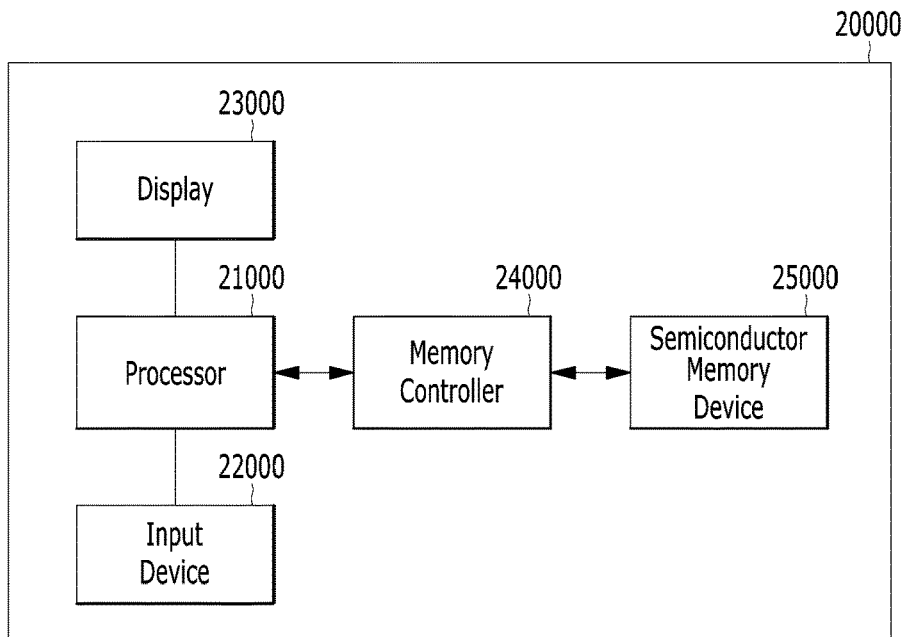 20000
23000
Display
21000
Processor
24000
Memory
Controller
25000
Semiconductor
Memory
Device
22000
Input
Device